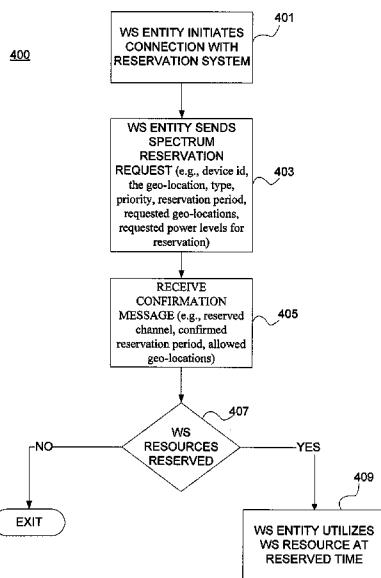 400
401
WS ENTITY INITIATES
CONNECTION WITH
RESERVATION SYSTEM
WS ENTITY SENDS
SPECTRUM
RESERVATION
REQUEST (e.g., device id,
the geo-location, type,
priority, reservation period,
requested geo-locations,
requested power levels for
reservation)
403
RECEIVE
CONFIRMATION
MESSAGE (e.g., reserved
channel, confirmed
reservation period, allowed
geo-locations)
405
407
WS
RESOURCES
RESERVED
NO
YES
EXIT
409
WS ENTITY UTILIZES
WS RESOURCE AT
RESERVED TIME